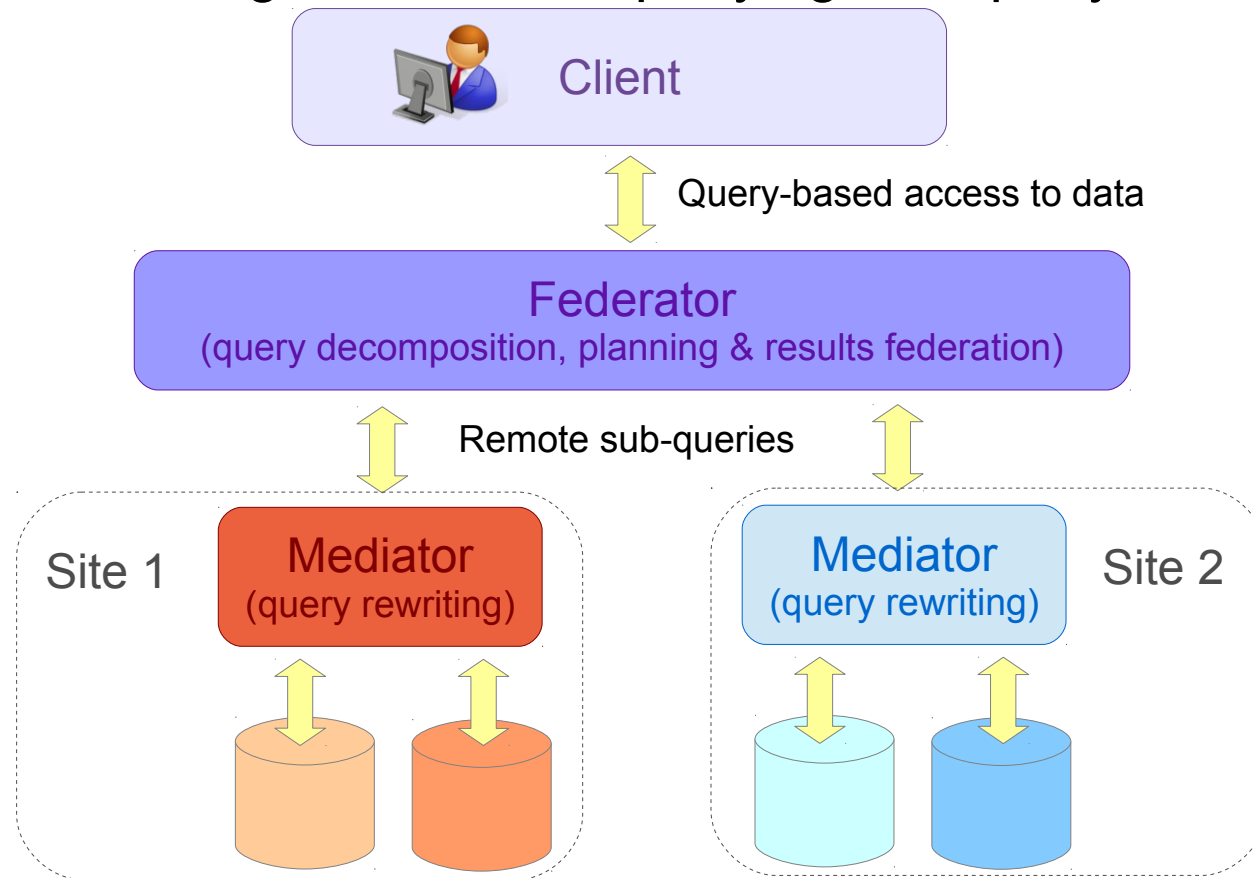 Client
Query-based access to data
Federator
(query decomposition, planning & results federation)
Remote sub-queries
Site 1
Mediator
(query rewriting)
Mediator
(query rewriting)
Site 2